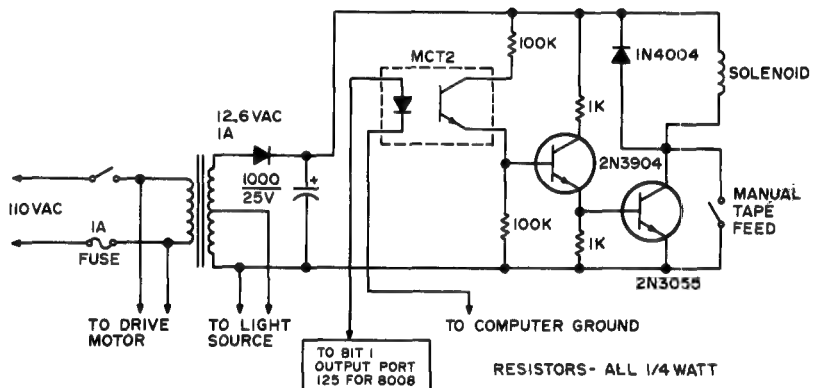 MCT2
100K
1N4004
SOLENOID
12.6VAC
1A
1K
2N3904
1000
25V
+
110VAC
1A
FUSE
100K
1K
MANUAL
TAPE
FEED
2N3055
TO DRIVE
MOTOR
TO LIGHT
SOURCE
TO COMPUTER GROUND
TO BIT 1
OUTPUT PORT
125 FOR 8008
RESISTORS- ALL 1/4 WATT